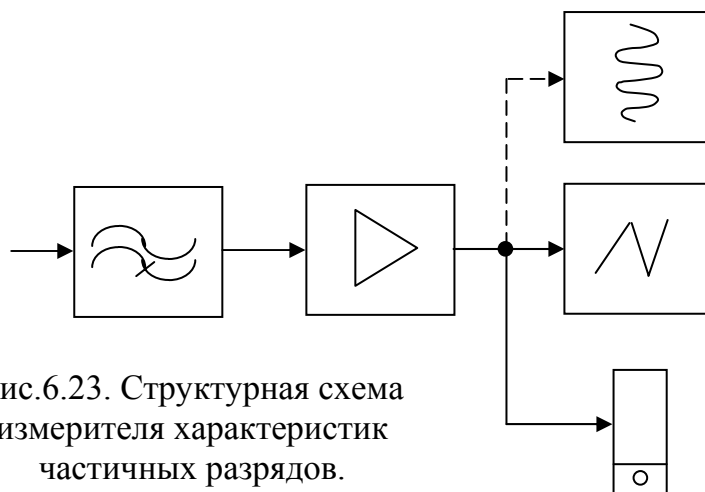 ис.6.23. Структурная схема
измерителя характеристик
частичных разрядов.